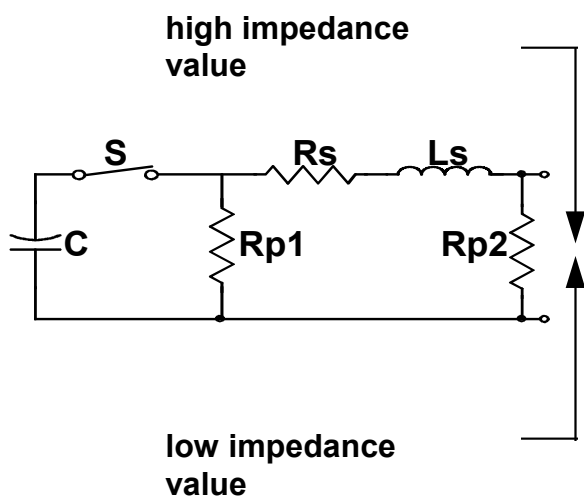 high impedance
value
S
Rs
Ls
C
Rp1
Rp2
low impedance
value